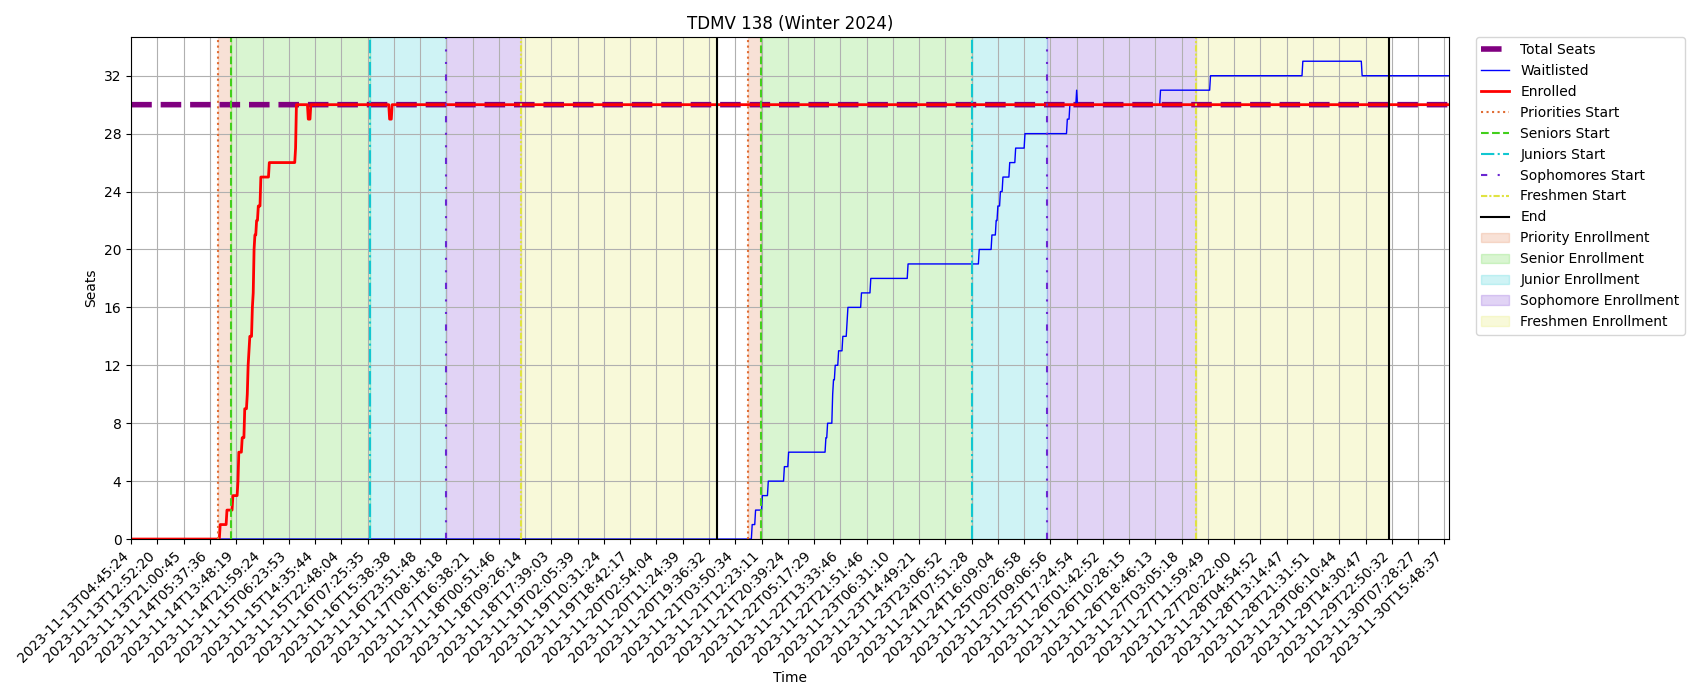 TDMV 138 (Winter 2024)
Seats
32
28
24
20
16
12
8
4
0
2023-11-13T04:45:24
2023-11-13T12:52:20
2023-11-13T21:00:45
2023-11-14T05:37:36
2023-11-14T13:48:19
2023-11-14T21:59:24
2023-11-15T06:23:53
2023-11-15T14:35:44
2023-11-15T22:48:04
2023-11-16T07:25:35
2023-11-16T15:38:38
2023-11-16T23:51:48
2023-11-17T08:18:18
2023-11-17T16:38:21
2023-11-18T00:51:46
2023-11-18T09:26:14
2023-11-18T17:39:03
2023-11-19T02:05:39
2023-11-19T10:31:24
2023-11-19T18:42:17
2023-11-20T02:54:04
2023-11-20T11:24:39
2023-11-20T19:36:32
2023-11-21T03:50:34
2023-11-21T12:23:11
2023-11-21T20:39:24
2023-11-22T05:17:29
2023-11-22T13:33:46
2023-11-22T21:51:46
2023-11-23T06:31:10
2023-11-23T14:49:21
2023-11-23T23:06:52
2023-11-24T07:51:28
2023-11-24T16:09:04
2023-11-25T00:26:58
2023-11-25T09:06:56
2023-11-25T17:24:54
2023-11-26T01:42:52
2023-11-26T10:28:15
2023-11-26T18:46:13
2023-11-27T03:05:18
2023-11-27T11:59:49
2023-11-27T20:22:00
2023-11-28T04:54:52
2023-11-28T13:14:47
2023-11-28T21:31:51
2023-11-29T06:10:44
2023-11-29T14:30:47
2023-11-29T22:50:32
2023-11-30T07:28:27
2023-11-30T15:48:37
Time
Total Seats
Waitlisted
Enrolled
Priorities Start
Seniors Start
Juniors Start
Sophomores Start
Freshmen Start
End
Priority Enrollment
Senior Enrollment
Junior Enrollment
Sophomore Enrollment
Freshmen Enrollment